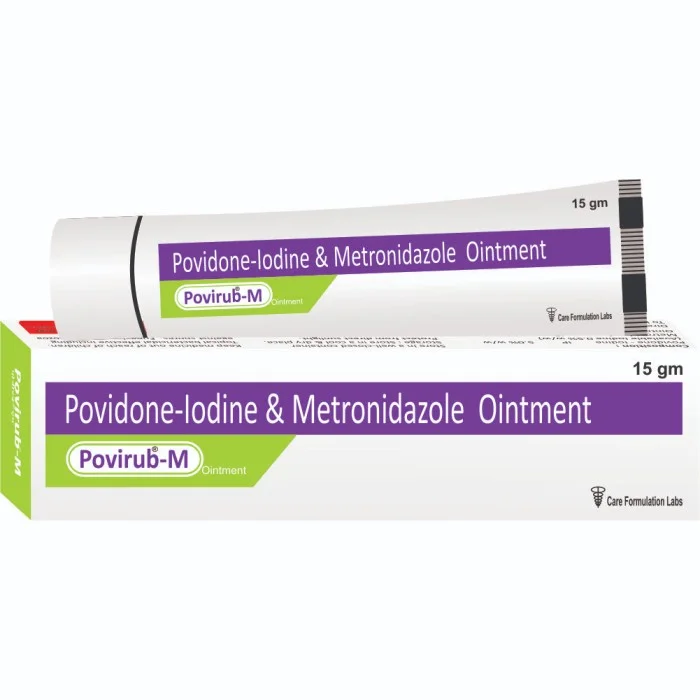 15 gm
Povidone-Iodine & Metronidazole Ointment
Povirub®-M Ointment
Care Formulation Labs
15 gm
Povidone-Iodine & Metronidazole Ointment
Povirub®-M Ointment
Care Formulation Labs
Povirub-M